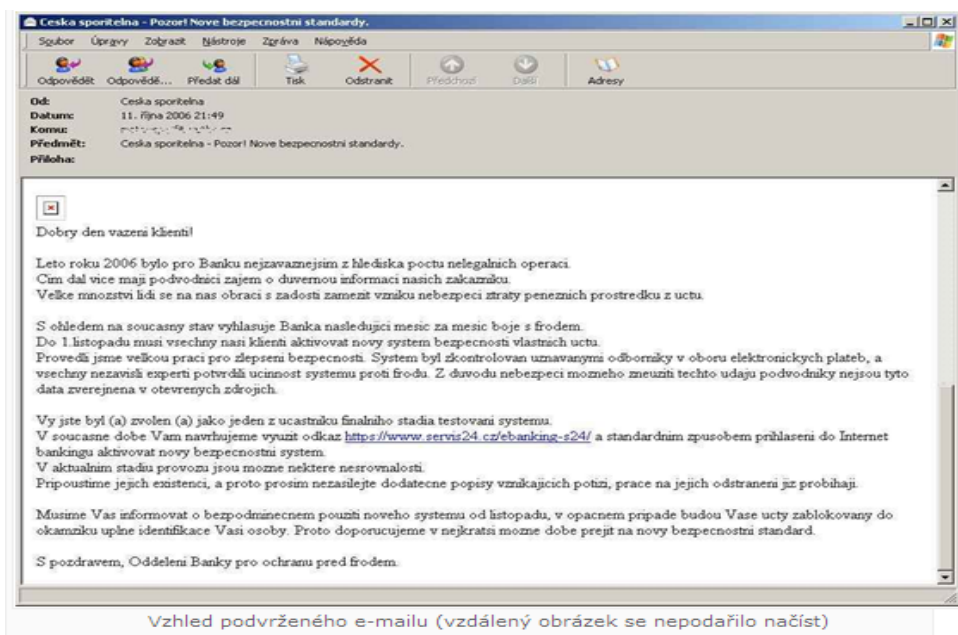 Ceska sporitelna - Pozor! Nove bezpecnostni standardy.
Soubor Úpravy Zobrazit Nástroje Zpráva Nápověda
Odpovědět Odpovědě... Předat dál Tisk Odstranit Předchozí Další Adresy
Od: Ceska sporitelna
Datum: 11. října 2006 21:49
Komu:
Předmět: Ceska sporitelna - Pozor! Nove bezpecnostni standardy.
Příloha:
Dobry den vazeni klienti!
Leto roku 2006 bylo pro Banku nejzavaznejsim z hlediska poctu nelegalnich operaci.
Cim dal vice maji podvodnici zajem o duvernou informaci nasich zakazniku.
Velke mnozstvi lidi se na nas obraci s zadosti zamezit vzniku nebezpeci ztraty peneznich prostredku z uctu.
S ohledem na soucasny stav vyhlasuje Banka nasledujici mesic za mesic boje s frodem.
Do 1.listopadu musi vsechny nasi klienti aktivovat novy system bezpecnosti vlastnich uctu.
Provedli jsme velkou praci pro zlepseni bezpecnosti. System byl zkontrolovan uznavanymi odborniky v oboru elektronickych plateb, a
vsechny nezavisli experti potvrdili ucinnost systemu proti frodu. Z duvodu nebezpeci mozneho zneuziti techto udaju podvodniky nejsou tyto
data zverejnena v otevrenych zdrojich.
Vy jste byl (a) zvolen (a) jako jeden z ucastniku finalniho stadia testovani systemu.
V soucasne dobe Vam navrhujeme vyuzit odkaz https://www.servis24.cz/ebanking-s24/ a standardnim zpusobem prihlaseni do Internet
bankingu aktivovat novy bezpecnostni system.
V aktualnim stadiu provozu jsou mozne nektere nesrovnalosti.
Pripoustime jejich existenci, a proto prosim nezasilejte dodatecne popisy vznikajicich potizi, prace na jejich odstraneni jiz probihaji.
Musime Vas informovat o bezpodminecnem pouziti noveho systemu od listopadu, v opacnem pripade budou Vase ucty zablokovany do
okamziku uplne identifikace Vasi osoby. Proto doporucujeme v nejkratsi mozne dobe prejit na novy bezpecnostni standard.
S pozdravem, Oddeleni Banky pro ochranu pred frodem.
Vzhled podvrženého e-mailu (vzdálený obrázek se nepodařilo načíst)